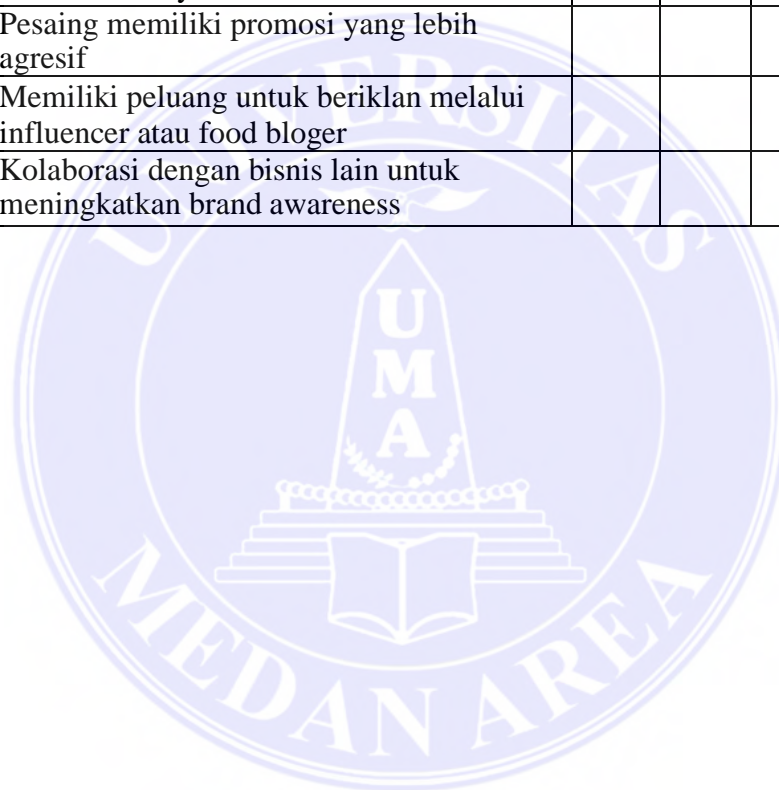 Pesaing memiliki promosi yang lebih
agresif
Memiliki peluang untuk beriklan melalui
influencer atau food bloger
Kolaborasi dengan bisnis lain untuk
meningkatkan brand awareness
UNIVERSITAS
UMA
MEDAN AREA